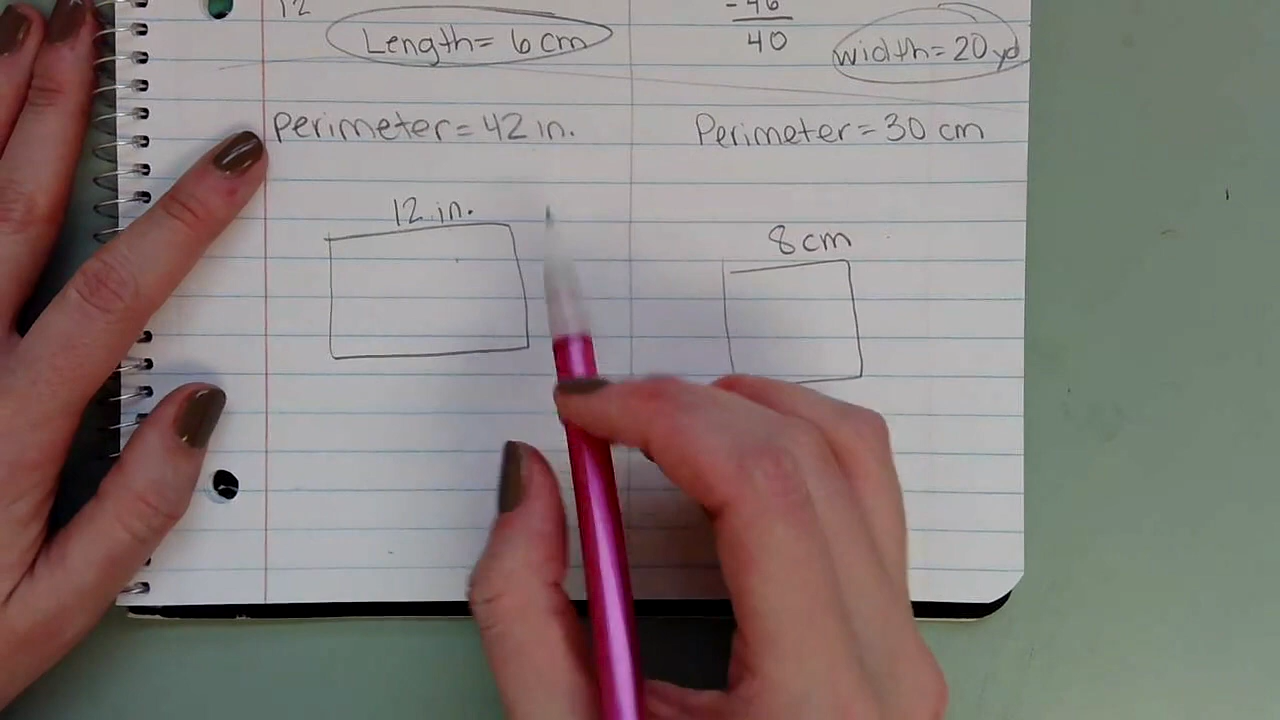 12
Length= 6 cm
-46
40
width= 20 yd
perimeter= 42 in.
Perimeter= 30 cm
12 in.
8 cm